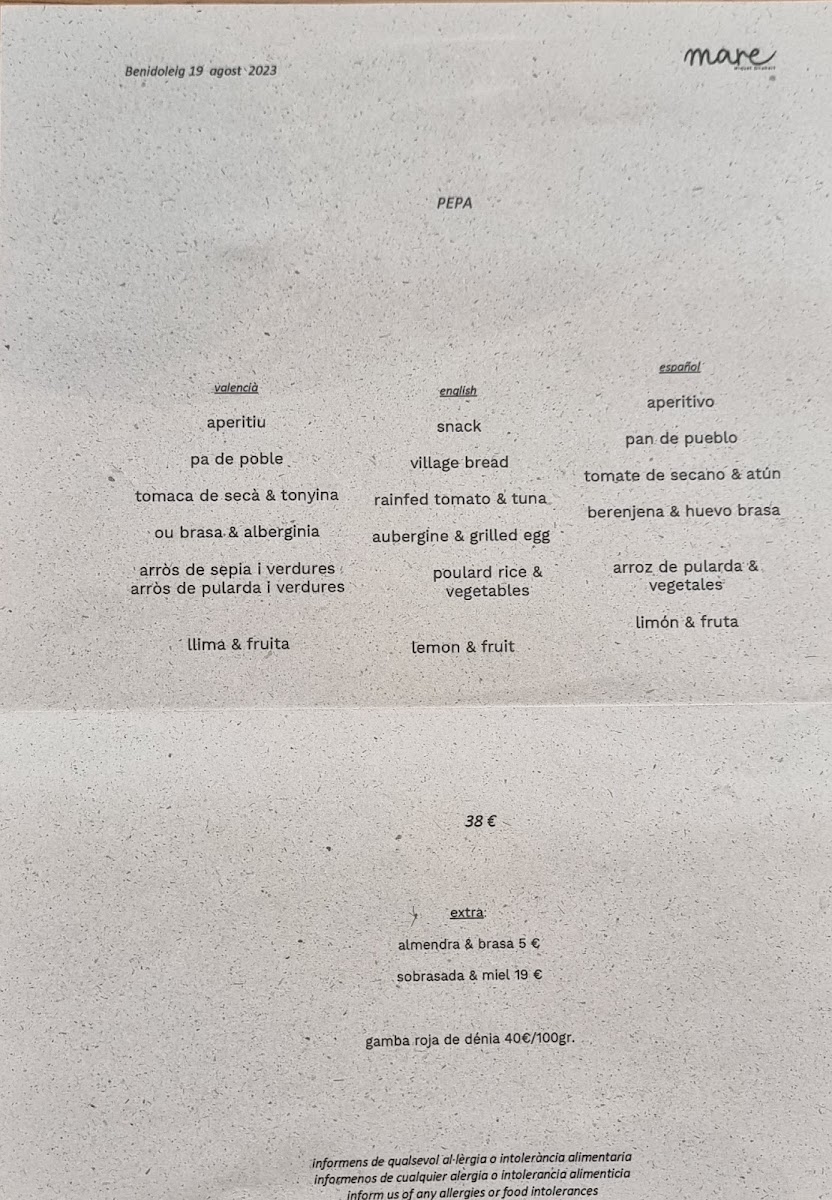 Benidoleig 19 agost 2023
mare
PEPA
valencià
aperitiu
pa de poble
tomaca de secà & tonyina
ou brasa & alberginia
arròs de sepia i verdures
arròs de pularda i verdures
llima & fruita
english
snack
village bread
rainfed tomato & tuna
aubergine & grilled egg
poulard rice &
vegetables
lemon & fruit
español
aperitivo
pan de pueblo
tomate de secano & atún
berenjena & huevo brasa
arroz de pularda &
vegetales
limón & fruta
38 €
extra:
almendra & brasa 5 €
sobrasada & miel 19 €
gamba roja de dénia 40€/100gr.
informens de qualsevol al·lèrgia o intolerància alimentaria
informenos de cualquier alergia o intolerancia alimenticia
inform us of any allergies or food intolerances